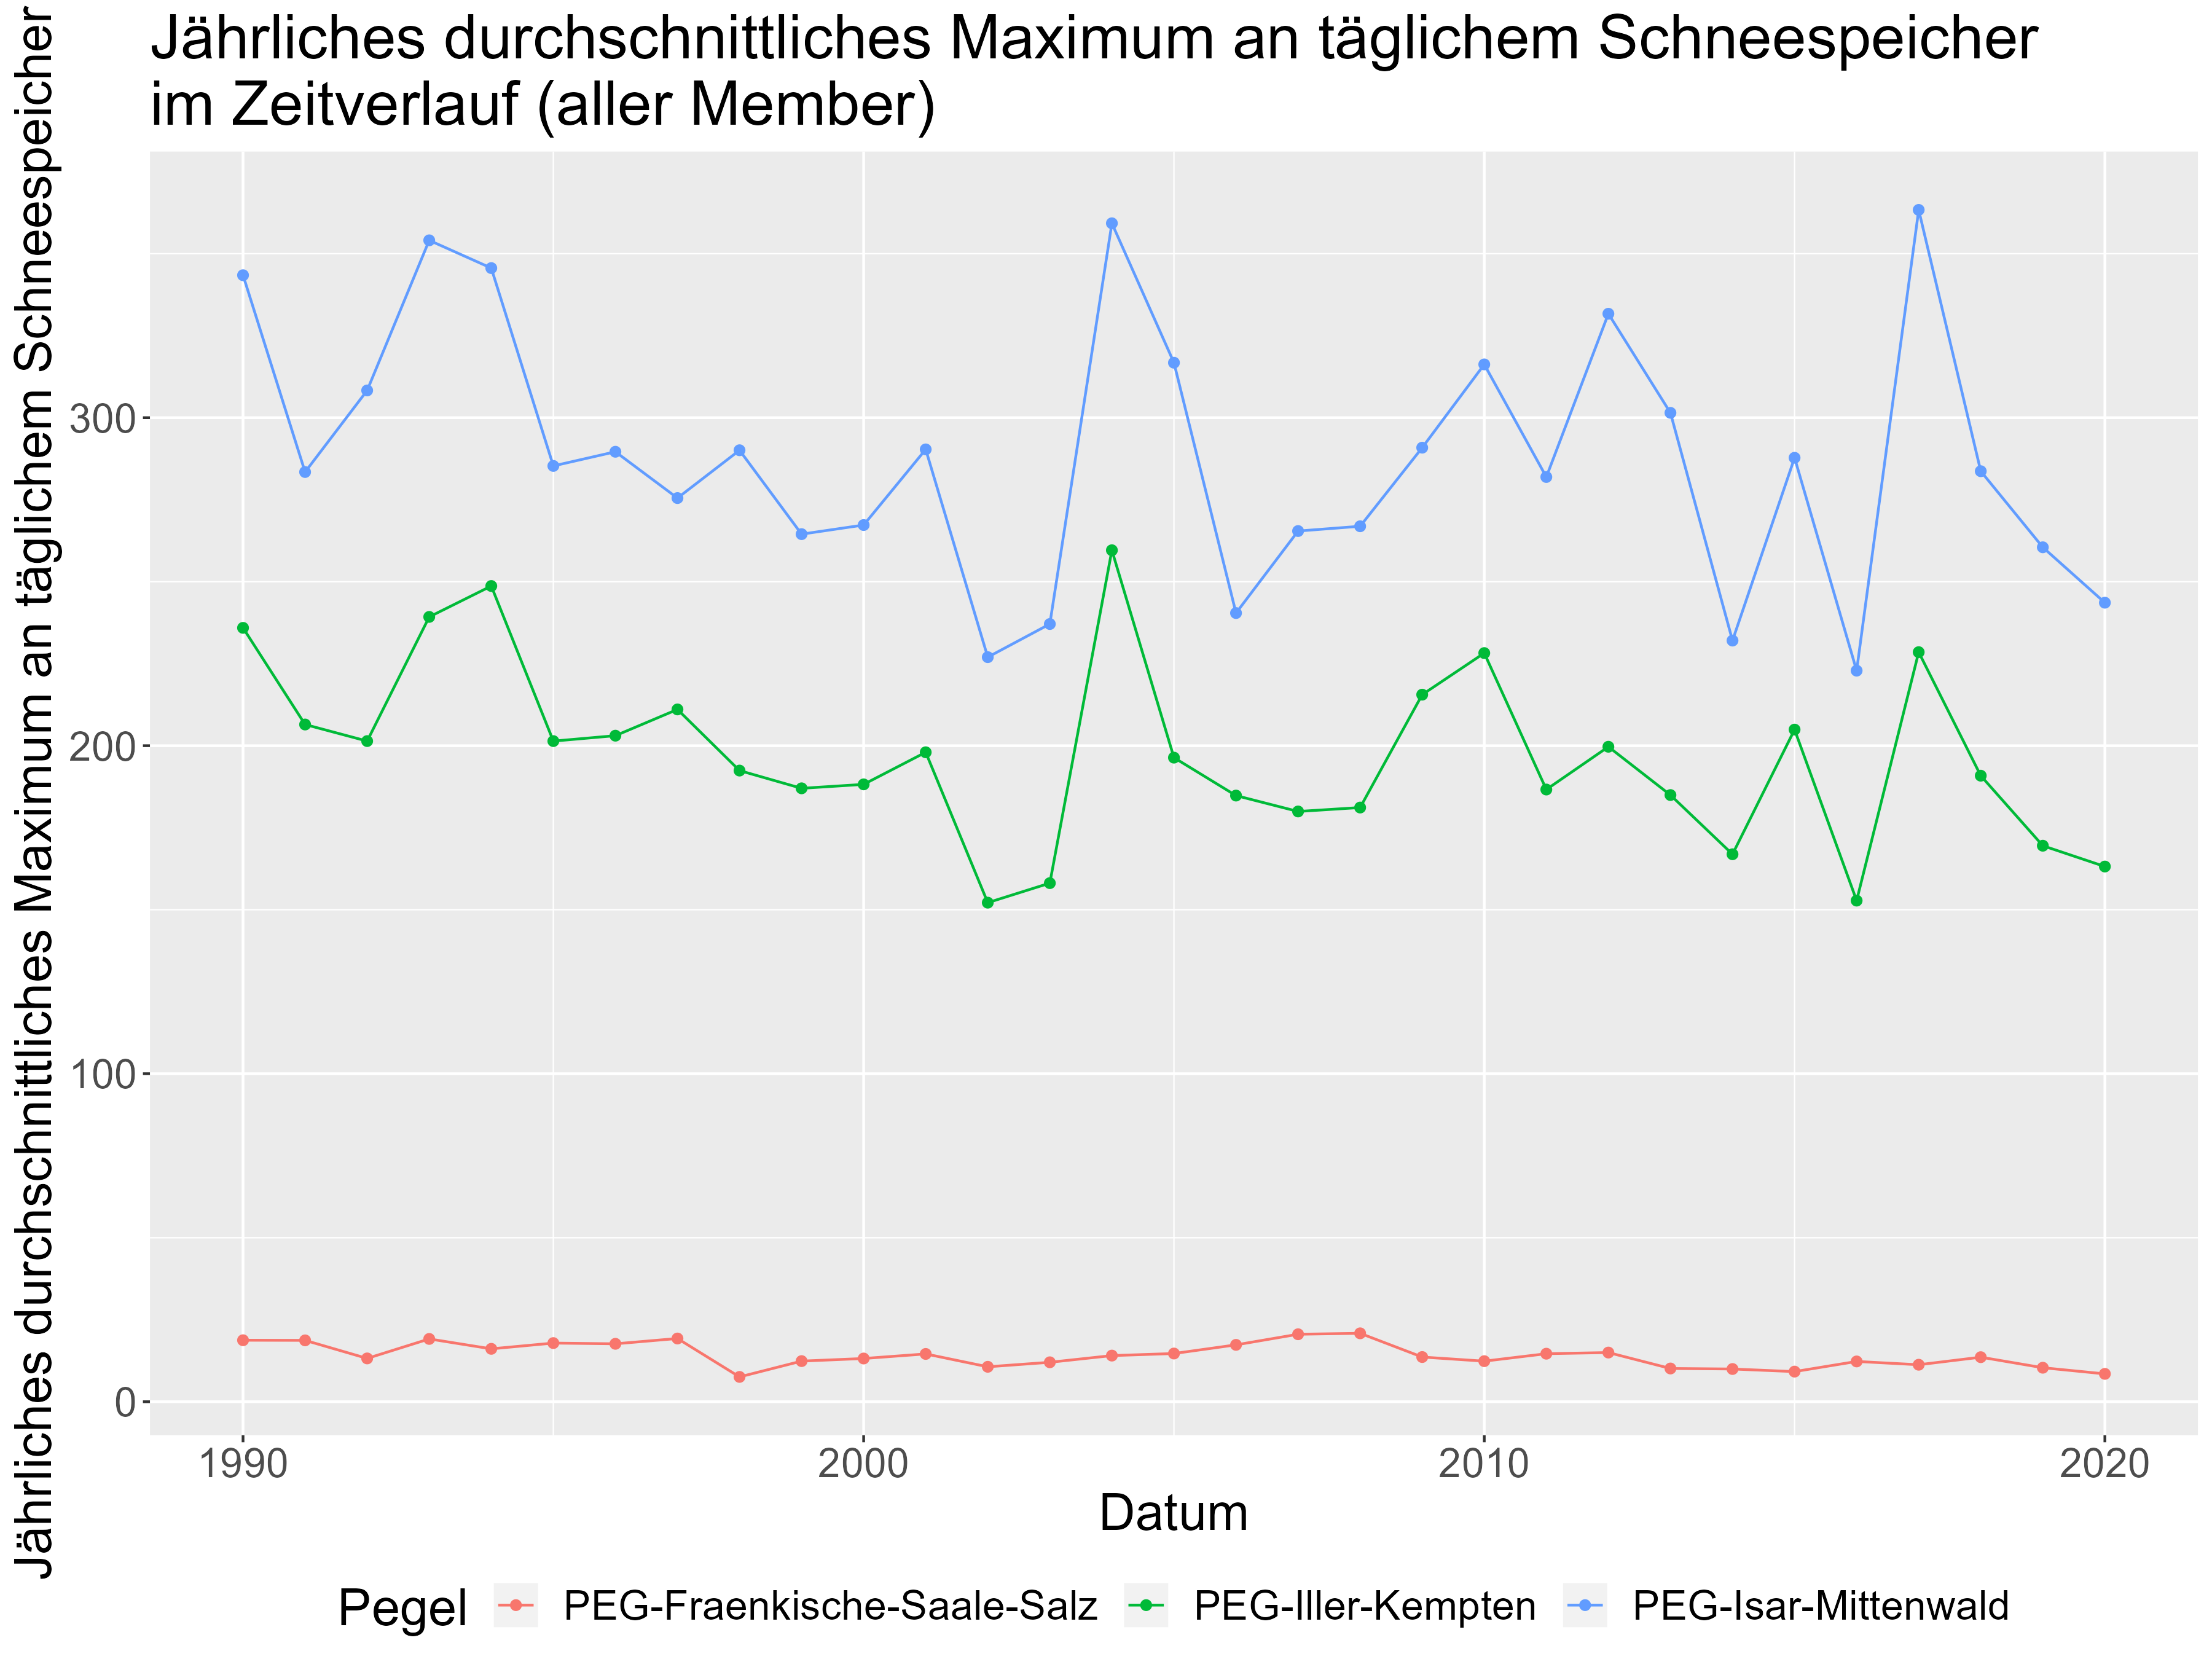 Jährliches durchschnittliches Maximum an täglichem Schneespeicher
im Zeitverlauf (aller Member)
Jährliches durchschnittliches Maximum an täglichem Schneespeicher
300
200
100
0
1990 2000 2010 2020
Datum
Pegel PEG-Fraenkische-Saale-Salz PEG-Iller-Kempten PEG-Isar-Mittenwald